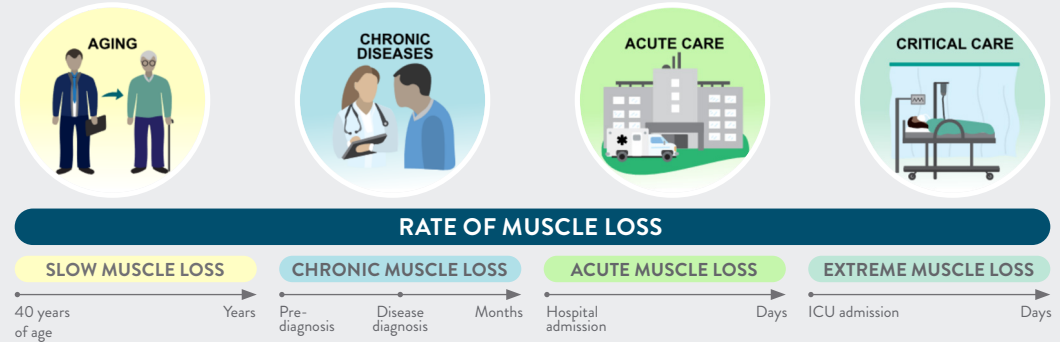 AGING
CHRONIC
DISEASES
ACUTE CARE
CRITICAL CARE
RATE OF MUSCLE LOSS
SLOW MUSCLE LOSS
CHRONIC MUSCLE LOSS
ACUTE MUSCLE LOSS
EXTREME MUSCLE LOSS
40 years
of age
Years
Pre-
diagnosis
Disease
diagnosis
Months
Hospital
admission
Days
ICU admission
Days